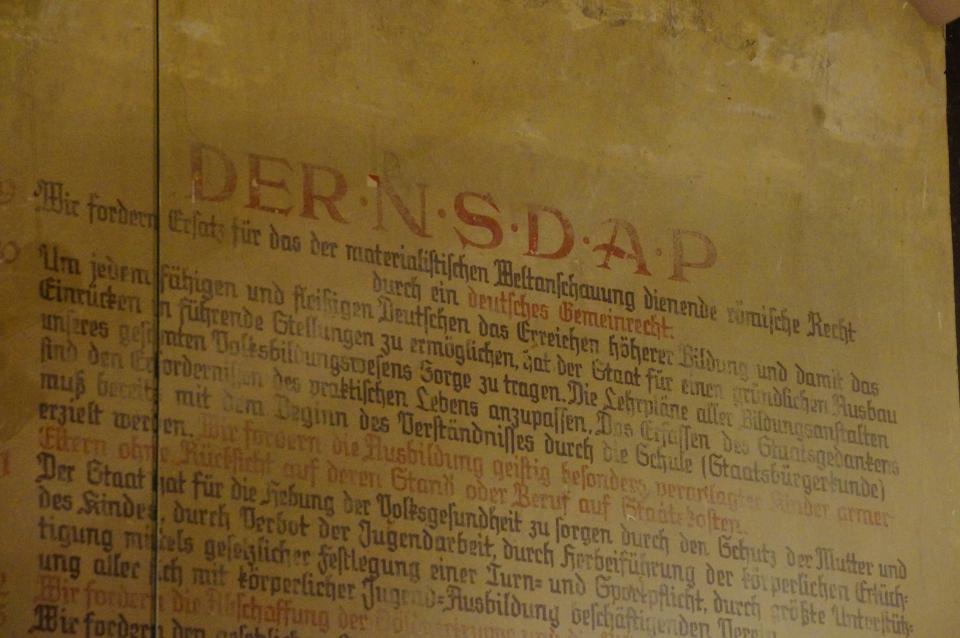 DER·N·S·D·A·P
Wir fordern Ersatz für das der materialistischen Weltanschauung dienende römische Recht
durch ein deutsches Gemeinrecht.
Um jedem fähigen und fleißigen Deutschen das Erreichen höherer Bildung und damit das
Einrücken in führende Stellungen zu ermöglichen, hat der Staat für einen gründlichen Ausbau
unseres gesamten Volksbildungswesens Sorge zu tragen. Die Lehrpläne aller Bildungsanstalten
sind den Erfordernissen des praktischen Lebens anzupassen. Das Erfassen des Staatsgedankens
muß bereits mit dem Beginn des Verständnisses durch die Schule (Staatsbürgerkunde)
erzielt werden. Wir fordern die Ausbildung geistig besonders veranlagter Kinder armer
Eltern ohne Rücksicht auf deren Stand oder Beruf auf Staatskosten.
Der Staat hat für die Hebung der Volksgesundheit zu sorgen durch den Schutz der Mutter und
des Kindes, durch Verbot der Jugendarbeit, durch Herbeiführung der körperlichen Ertüch-
tigung mittels gesetzlicher Festlegung einer Turn- und Sportpflicht, durch größte Unterstütz-
ung aller sich mit körperlicher Jugend-Ausbildung beschäftigenden
Wir fordern die Abschaffung der
Wir fordern den